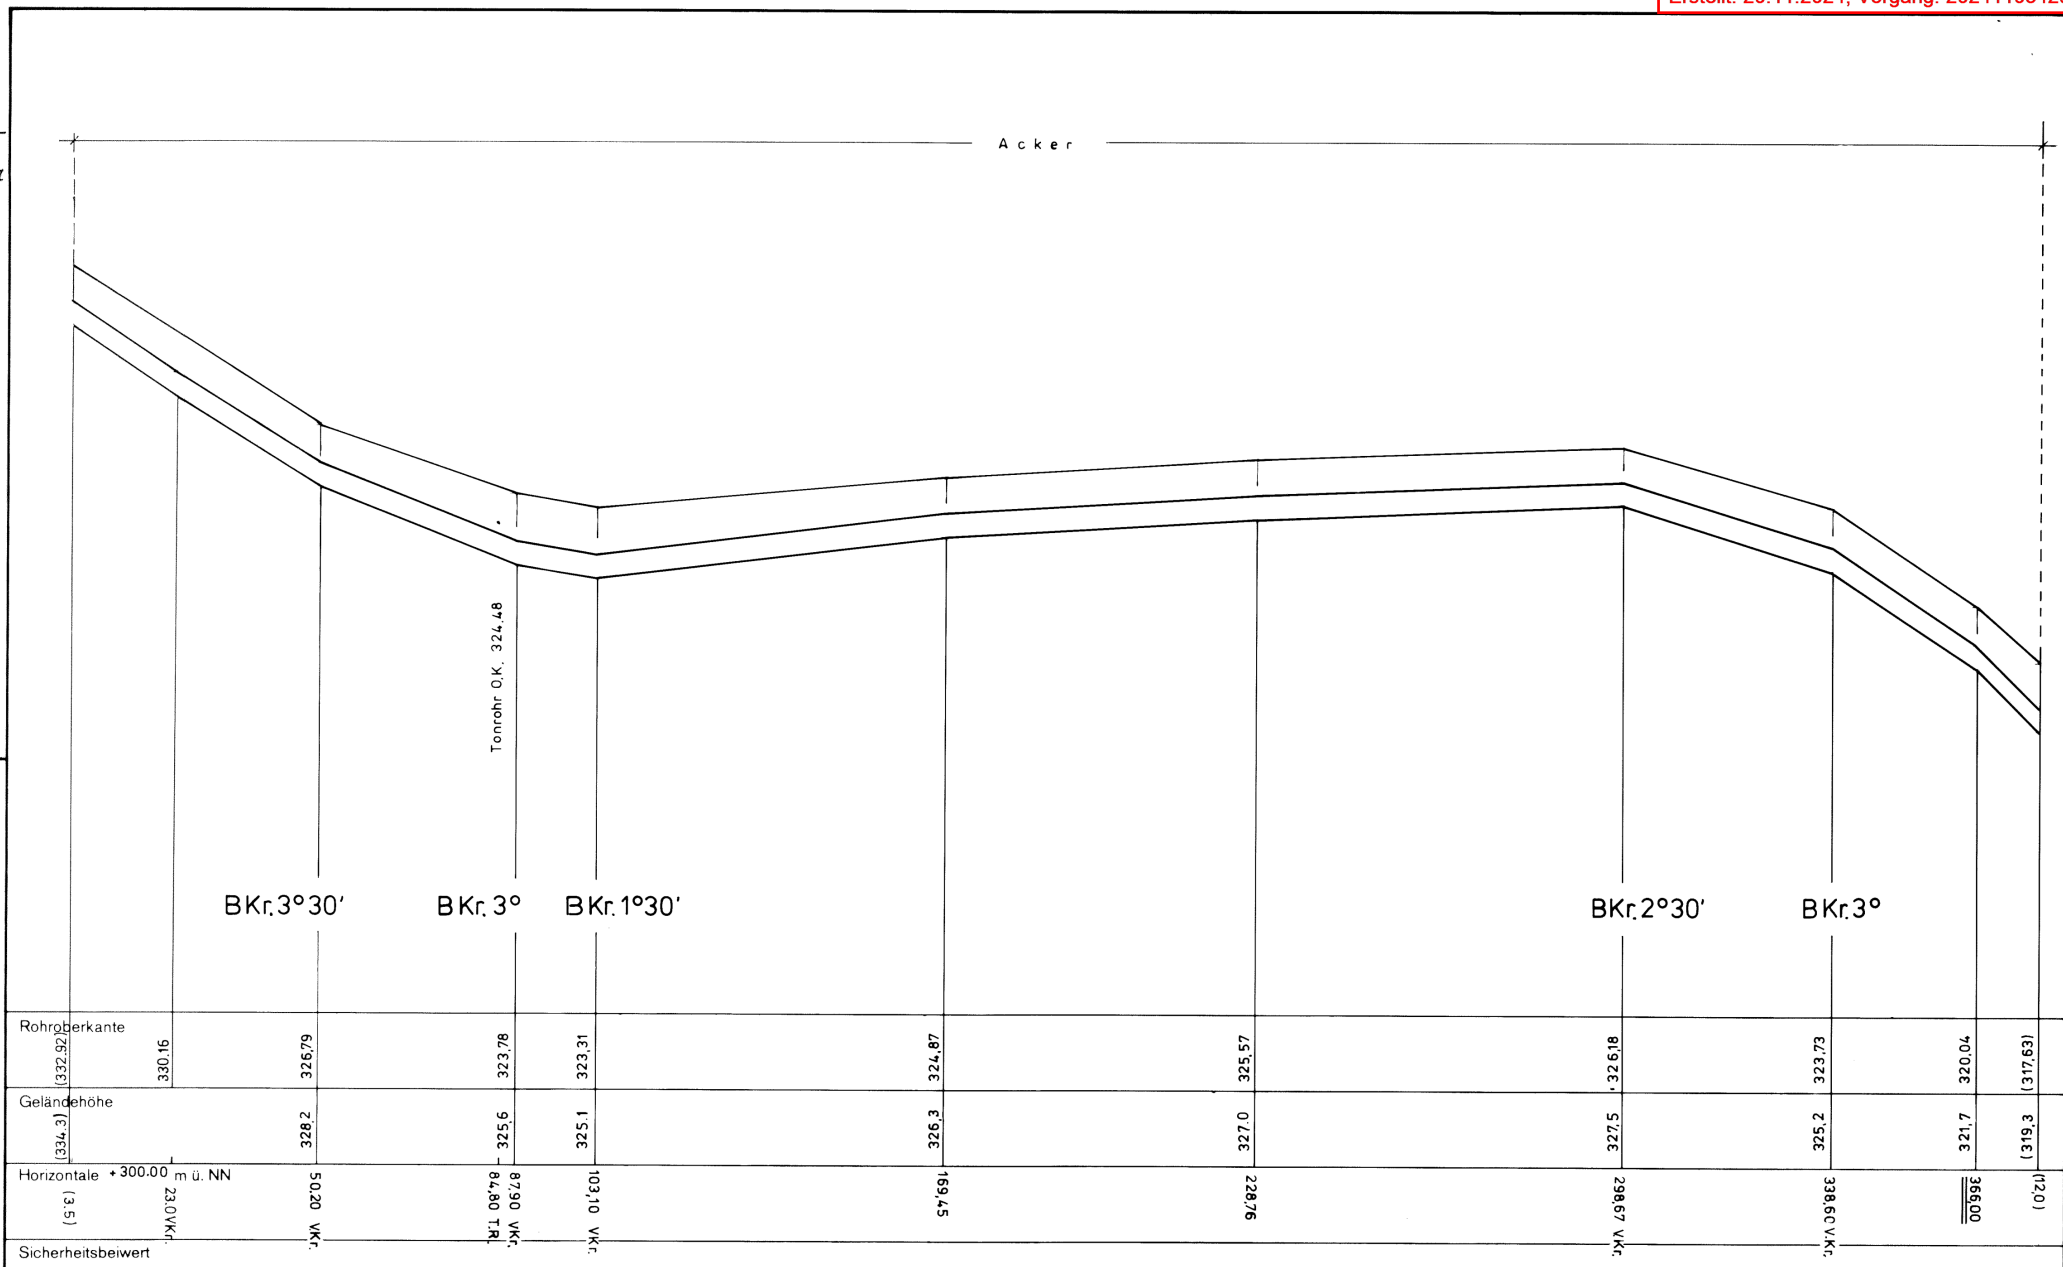 Acker
Tonrohr O.K. 324,48
BKr.3°30'
BKr.3°
BKr.1°30'
BKr.2°30'
BKr.3°
Rohroberkante
(332.92)
330.16
326,79
323,78
323,31
324,87
325,57
326,18
323,73
320,04
(317,63)
Geländehöhe
(334.3)
328,2
325,6
325.1
326,3
327.0
327,5
325,2
321,7
(319,3
Horizontale +300.00 m ü. NN
(3.5)
23.0 VKr.
50.20 VKr.
84,80 T.R.
87,90 VKr.
103,10 VKr.
169,45
228,76
298,67 VKr.
338,60 V.Kr.
366,00
(12,0)
Sicherheitsbeiwert